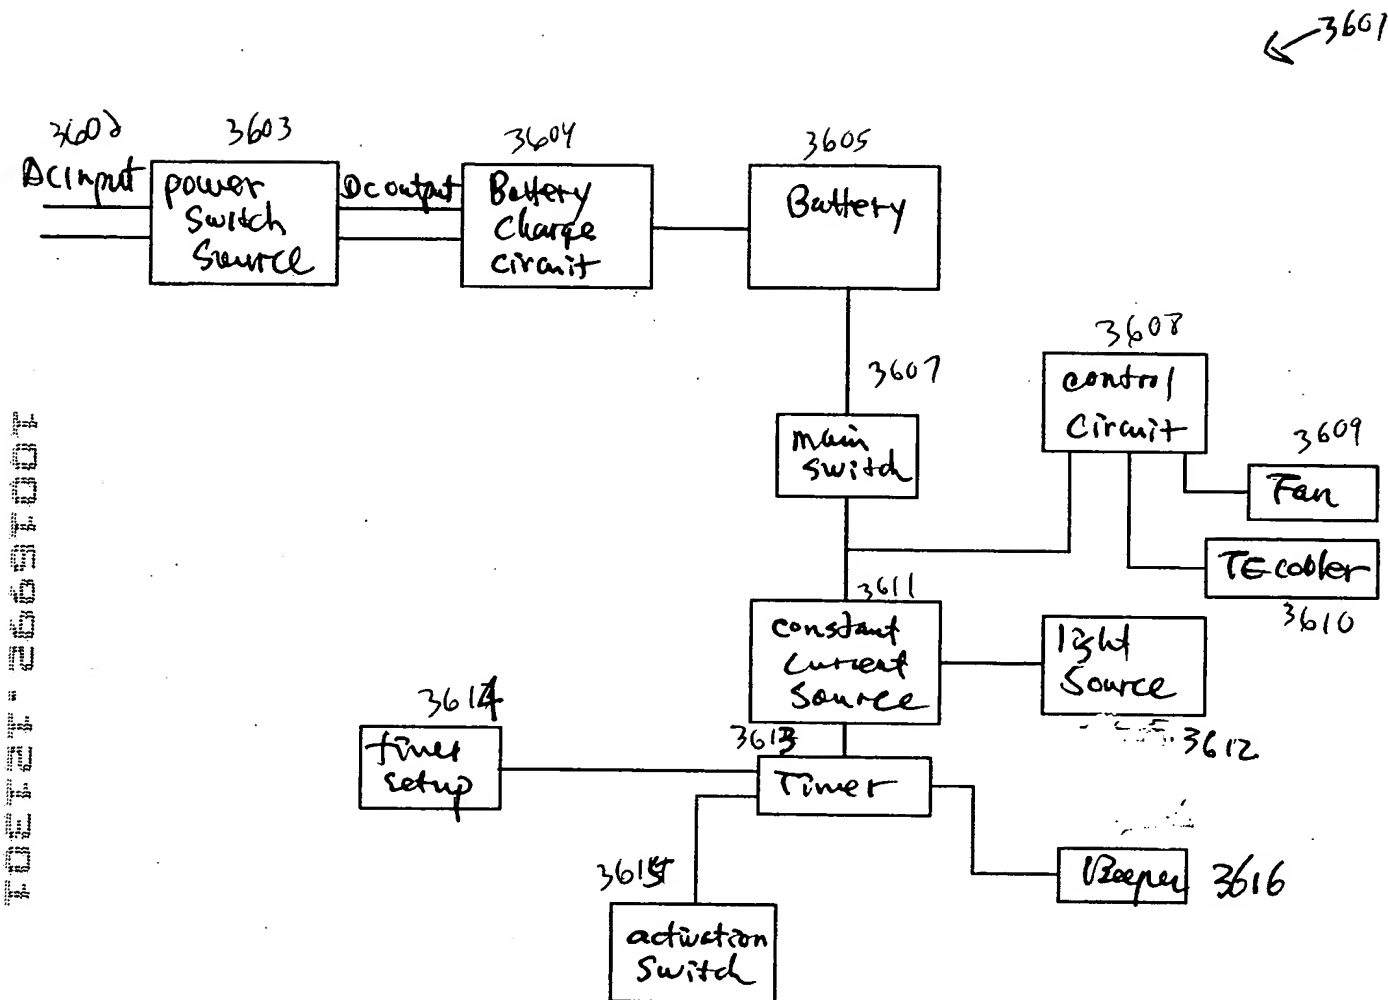 3601
3602
3603
3604
3605
AC Input
power
switch
source
DC output
Battery
charge
circuit
Battery
3607
3608
control
circuit
main
switch
3609
Fan
TE cooler
3610
3611
constant
current
source
light
source
3612
3614
timer
setup
3613
Timer
3615
activation
switch
Beeper 3616